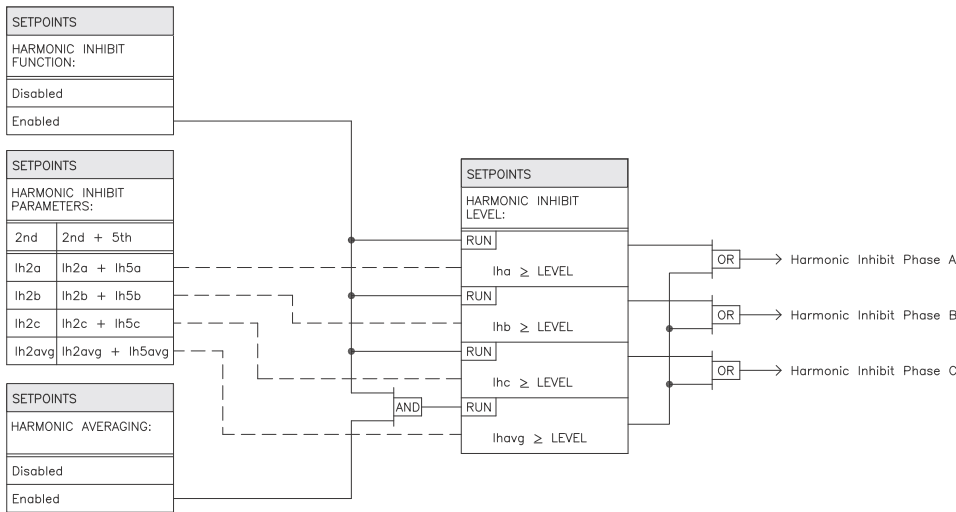 SETPOINTS
HARMONIC INHIBIT
FUNCTION:
Disabled
Enabled
SETPOINTS
HARMONIC INHIBIT
PARAMETERS:
2nd 2nd + 5th
Ih2a Ih2a + Ih5a
Ih2b Ih2b + Ih5b
Ih2c Ih2c + Ih5c
Ih2avg Ih2avg + Ih5avg
SETPOINTS
HARMONIC AVERAGING:
Disabled
Enabled
AND
SETPOINTS
HARMONIC INHIBIT
LEVEL:
RUN
Iha ≥ LEVEL
RUN
Ihb ≥ LEVEL
RUN
Ihc ≥ LEVEL
RUN
Ihavg ≥ LEVEL
OR Harmonic Inhibit Phase A
OR Harmonic Inhibit Phase B
OR Harmonic Inhibit Phase C